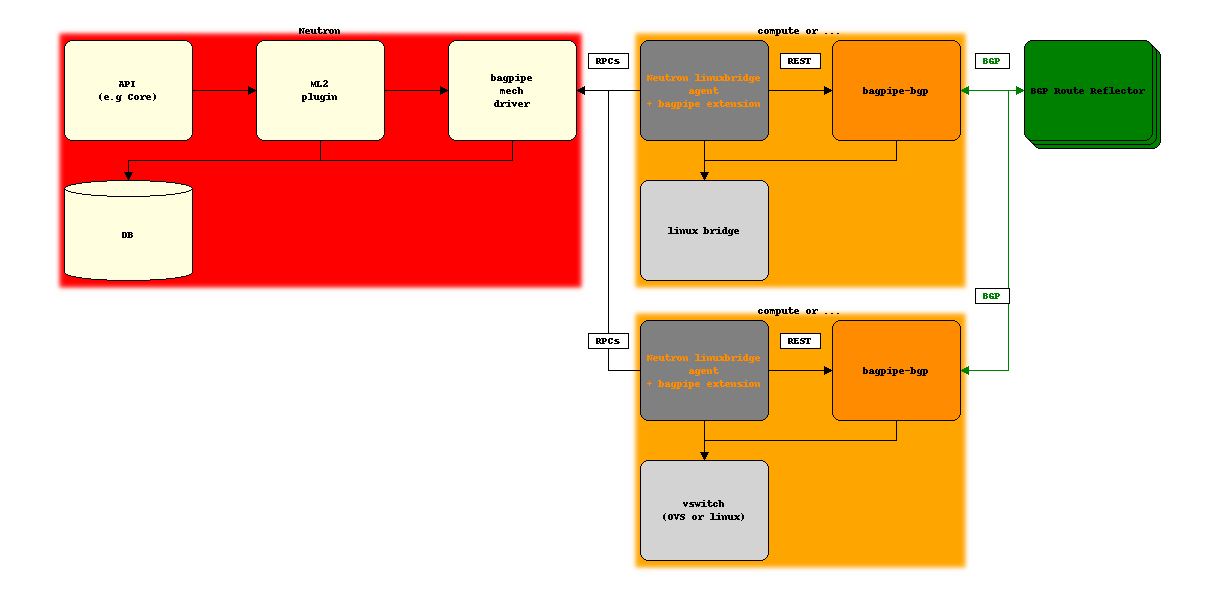 Neutron
API
(e.g Core)
ML2
plugin
bagpipe
mech
driver
DB
RPCs
compute or ...
Neutron linuxbridge
agent
+ bagpipe extension
REST
bagpipe-bgp
linux bridge
BGP
BGP Route Reflector
BGP
RPCs
compute or ...
Neutron linuxbridge
agent
+ bagpipe extension
REST
bagpipe-bgp
vswitch
(OVS or linux)